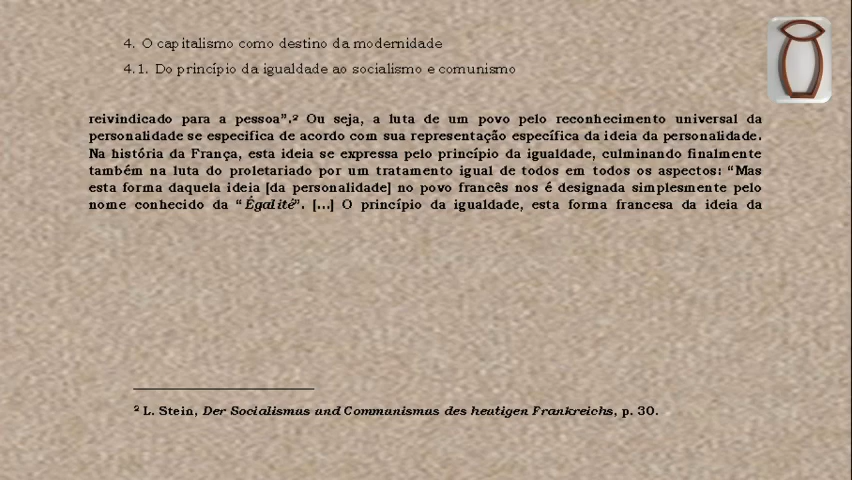 4. O capitalismo como destino da modernidade
4.1. Do princípio da igualdade ao socialismo e comunismo
reivindicado para a pessoa”.² Ou seja, a luta de um povo pelo reconhecimento universal da
personalidade se especifica de acordo com sua representação específica da ideia da personalidade.
Na história da França, esta ideia se expressa pelo princípio da igualdade, culminando finalmente
também na luta do proletariado por um tratamento igual de todos em todos os aspectos: “Mas
esta forma daquela ideia [da personalidade] no povo francês nos é designada simplesmente pelo
nome conhecido da “Égalité”. [...] O princípio da igualdade, esta forma francesa da ideia da
² L. Stein, Der Socialismus und Communismus des heutigen Frankreichs, p. 30.